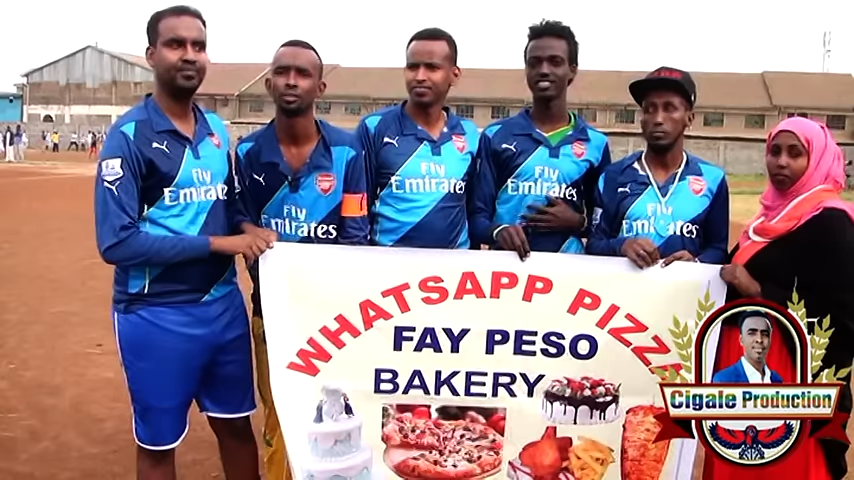 Fly
Emirates
Fly
Emirates
Fly
Emirates
Fly
Emirates
Fly
Emirates
WHATSAPP PIZZA
FAY PESO
BAKERY
Cigale Production